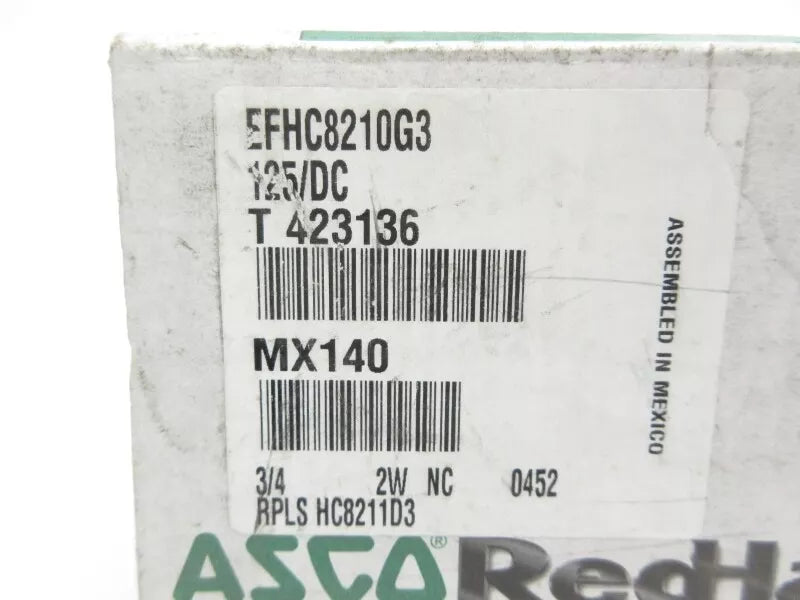 EFHC8210G3
125/DC
T 423136
MX140
3/4 2W NC 0452
RPLS HC8211D3
ASSEMBLED IN MEXICO
ASCO®